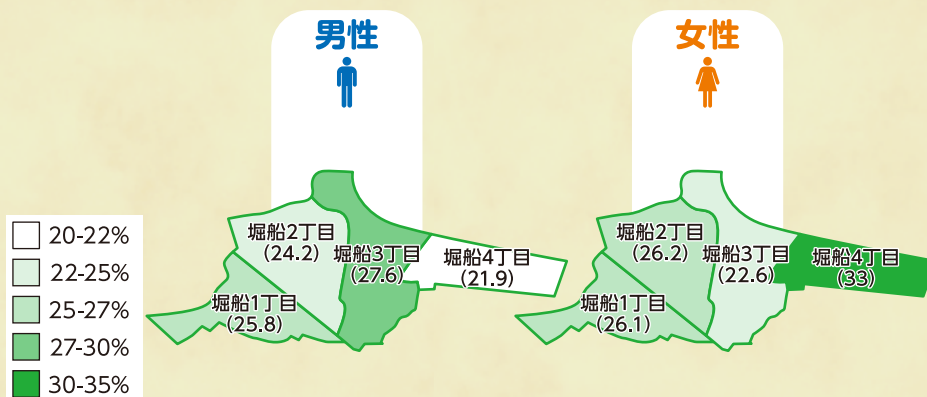 男性
女性
堀船2丁目
(24.2)
堀船3丁目
(27.6)
堀船4丁目
(21.9)
堀船1丁目
(25.8)
堀船2丁目
(26.2)
堀船3丁目
(22.6)
堀船4丁目
(33)
堀船1丁目
(26.1)
20-22%
22-25%
25-27%
27-30%
30-35%